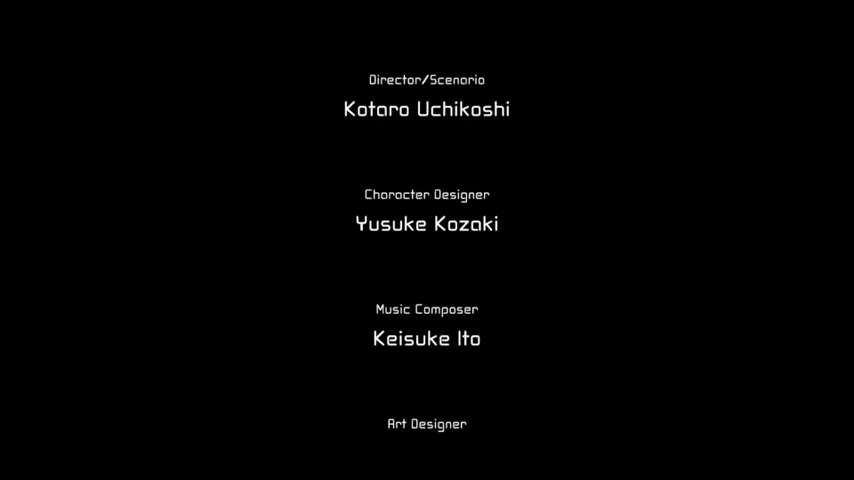 Director/Scenario
Kotaro Uchikoshi
Character Designer
Yusuke Kozaki
Music Composer
Keisuke Ito
Art Designer